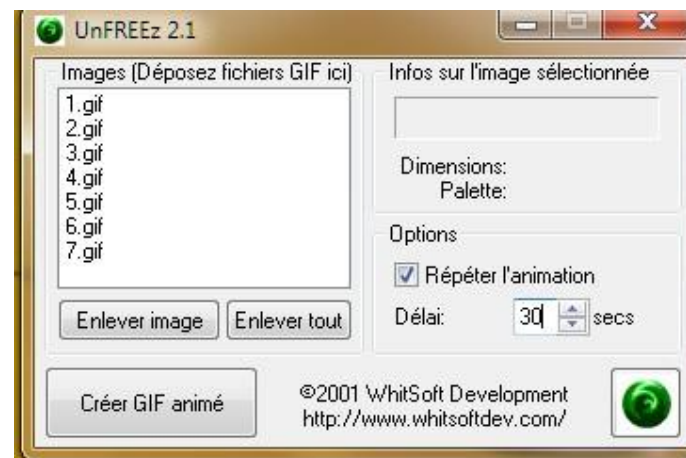 UnFREEz 2.1
Images (Déposez fichiers GIF ici)
1.gif
2.gif
3.gif
4.gif
5.gif
6.gif
7.gif
Enlever image
Enlever tout
Infos sur l'image sélectionnée
Dimensions:
Palette:
Options
Répéter l'animation
Délai: 30 secs
Créer GIF animé
©2001 WhitSoft Development
http://www.whitsoftdev.com/